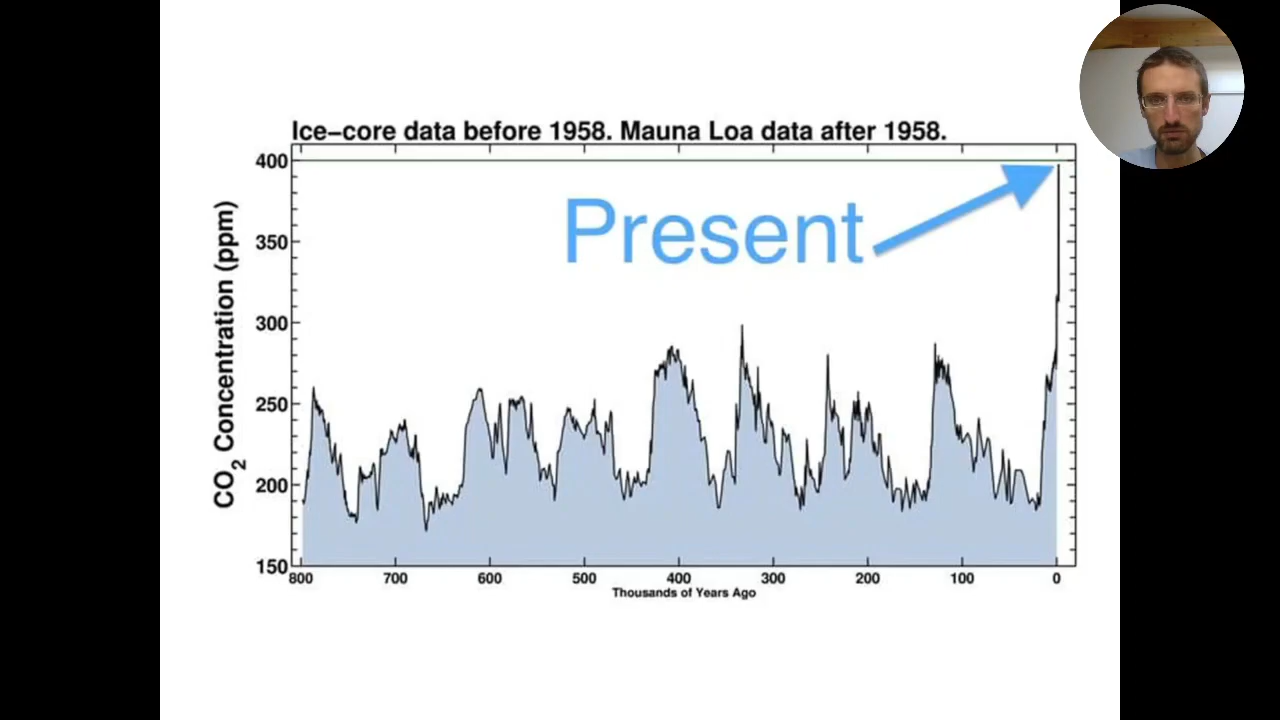 Ice-core data before 1958. Mauna Loa data after 1958.
400
350
300
250
200
150
CO2 Concentration (ppm)
Present
800 700 600 500 400 300 200 100 0
Thousands of Years Ago